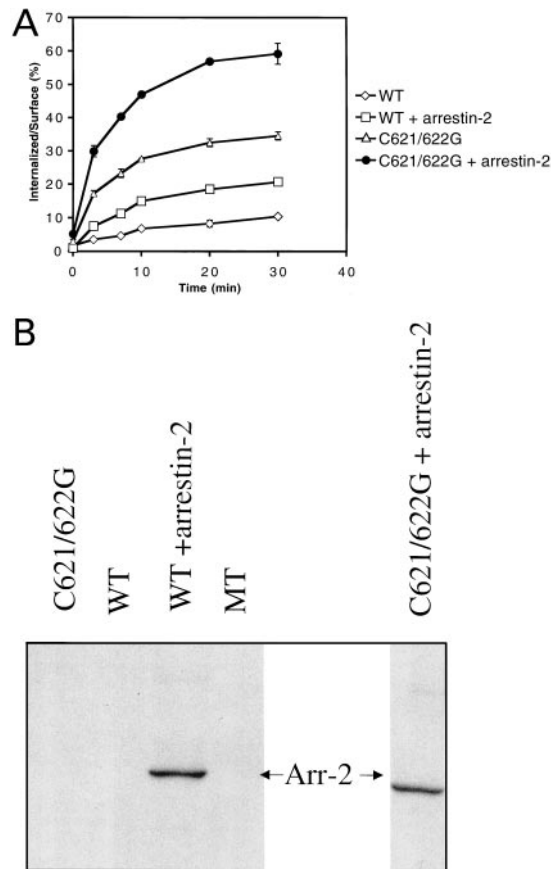 A
Internalized/Surface (%)
70
60
50
40
30
20
10
0
0 10 20 30 40
Time (min)
WT
WT + arrestin-2
C621/622G
C621/622G + arrestin-2
B
C621/622G
WT
WT +arrestin-2
MT
C621/622G + arrestin-2
Arr-2